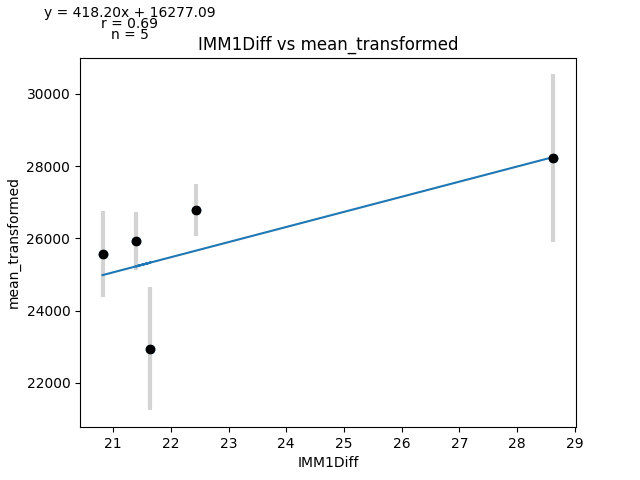 y = 418.20x + 16277.09
r = 0.69
n = 5
IMM1Diff vs mean_transformed
mean_transformed
30000
28000
26000
24000
22000
21 22 23 24 25 26 27 28 29
IMM1Diff